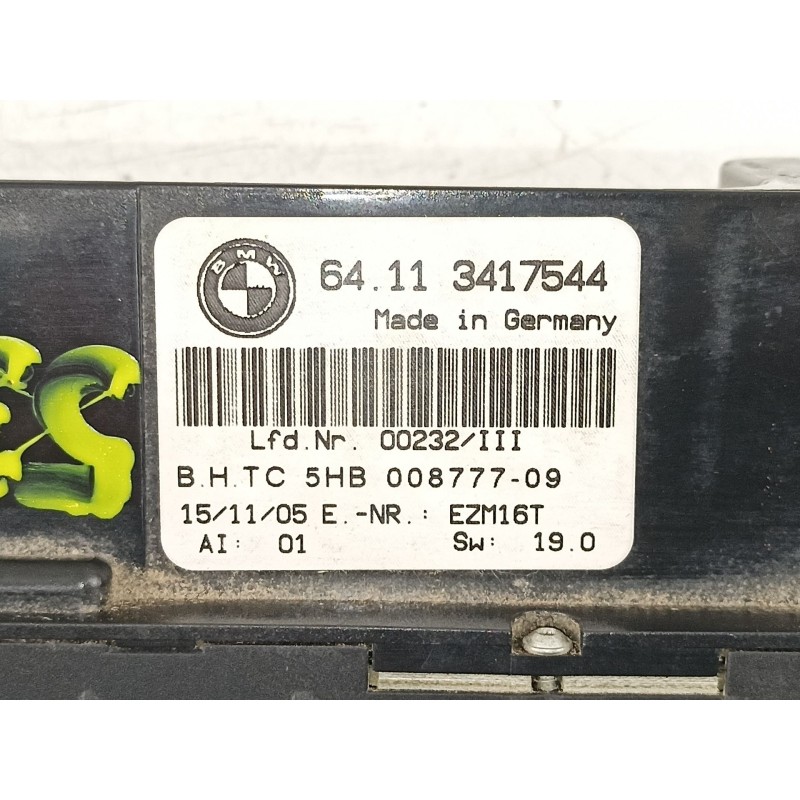 BMW
64.11 3417544
Made in Germany
Lfd.Nr. 00232/III
B.H.TC 5HB 008777-09
15/11/05 E.-NR.: EZM16T
AI: 01 Sw: 19.0